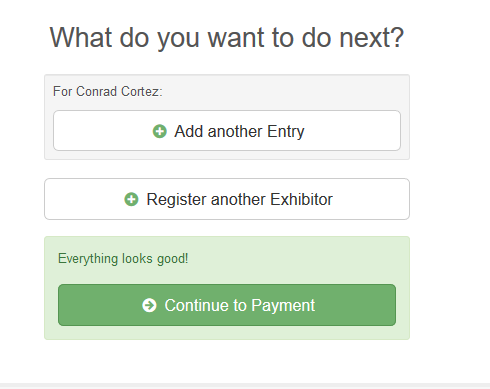 What do you want to do next?
For Conrad Cortez:
Add another Entry
Register another Exhibitor
Everything looks good!
Continue to Payment